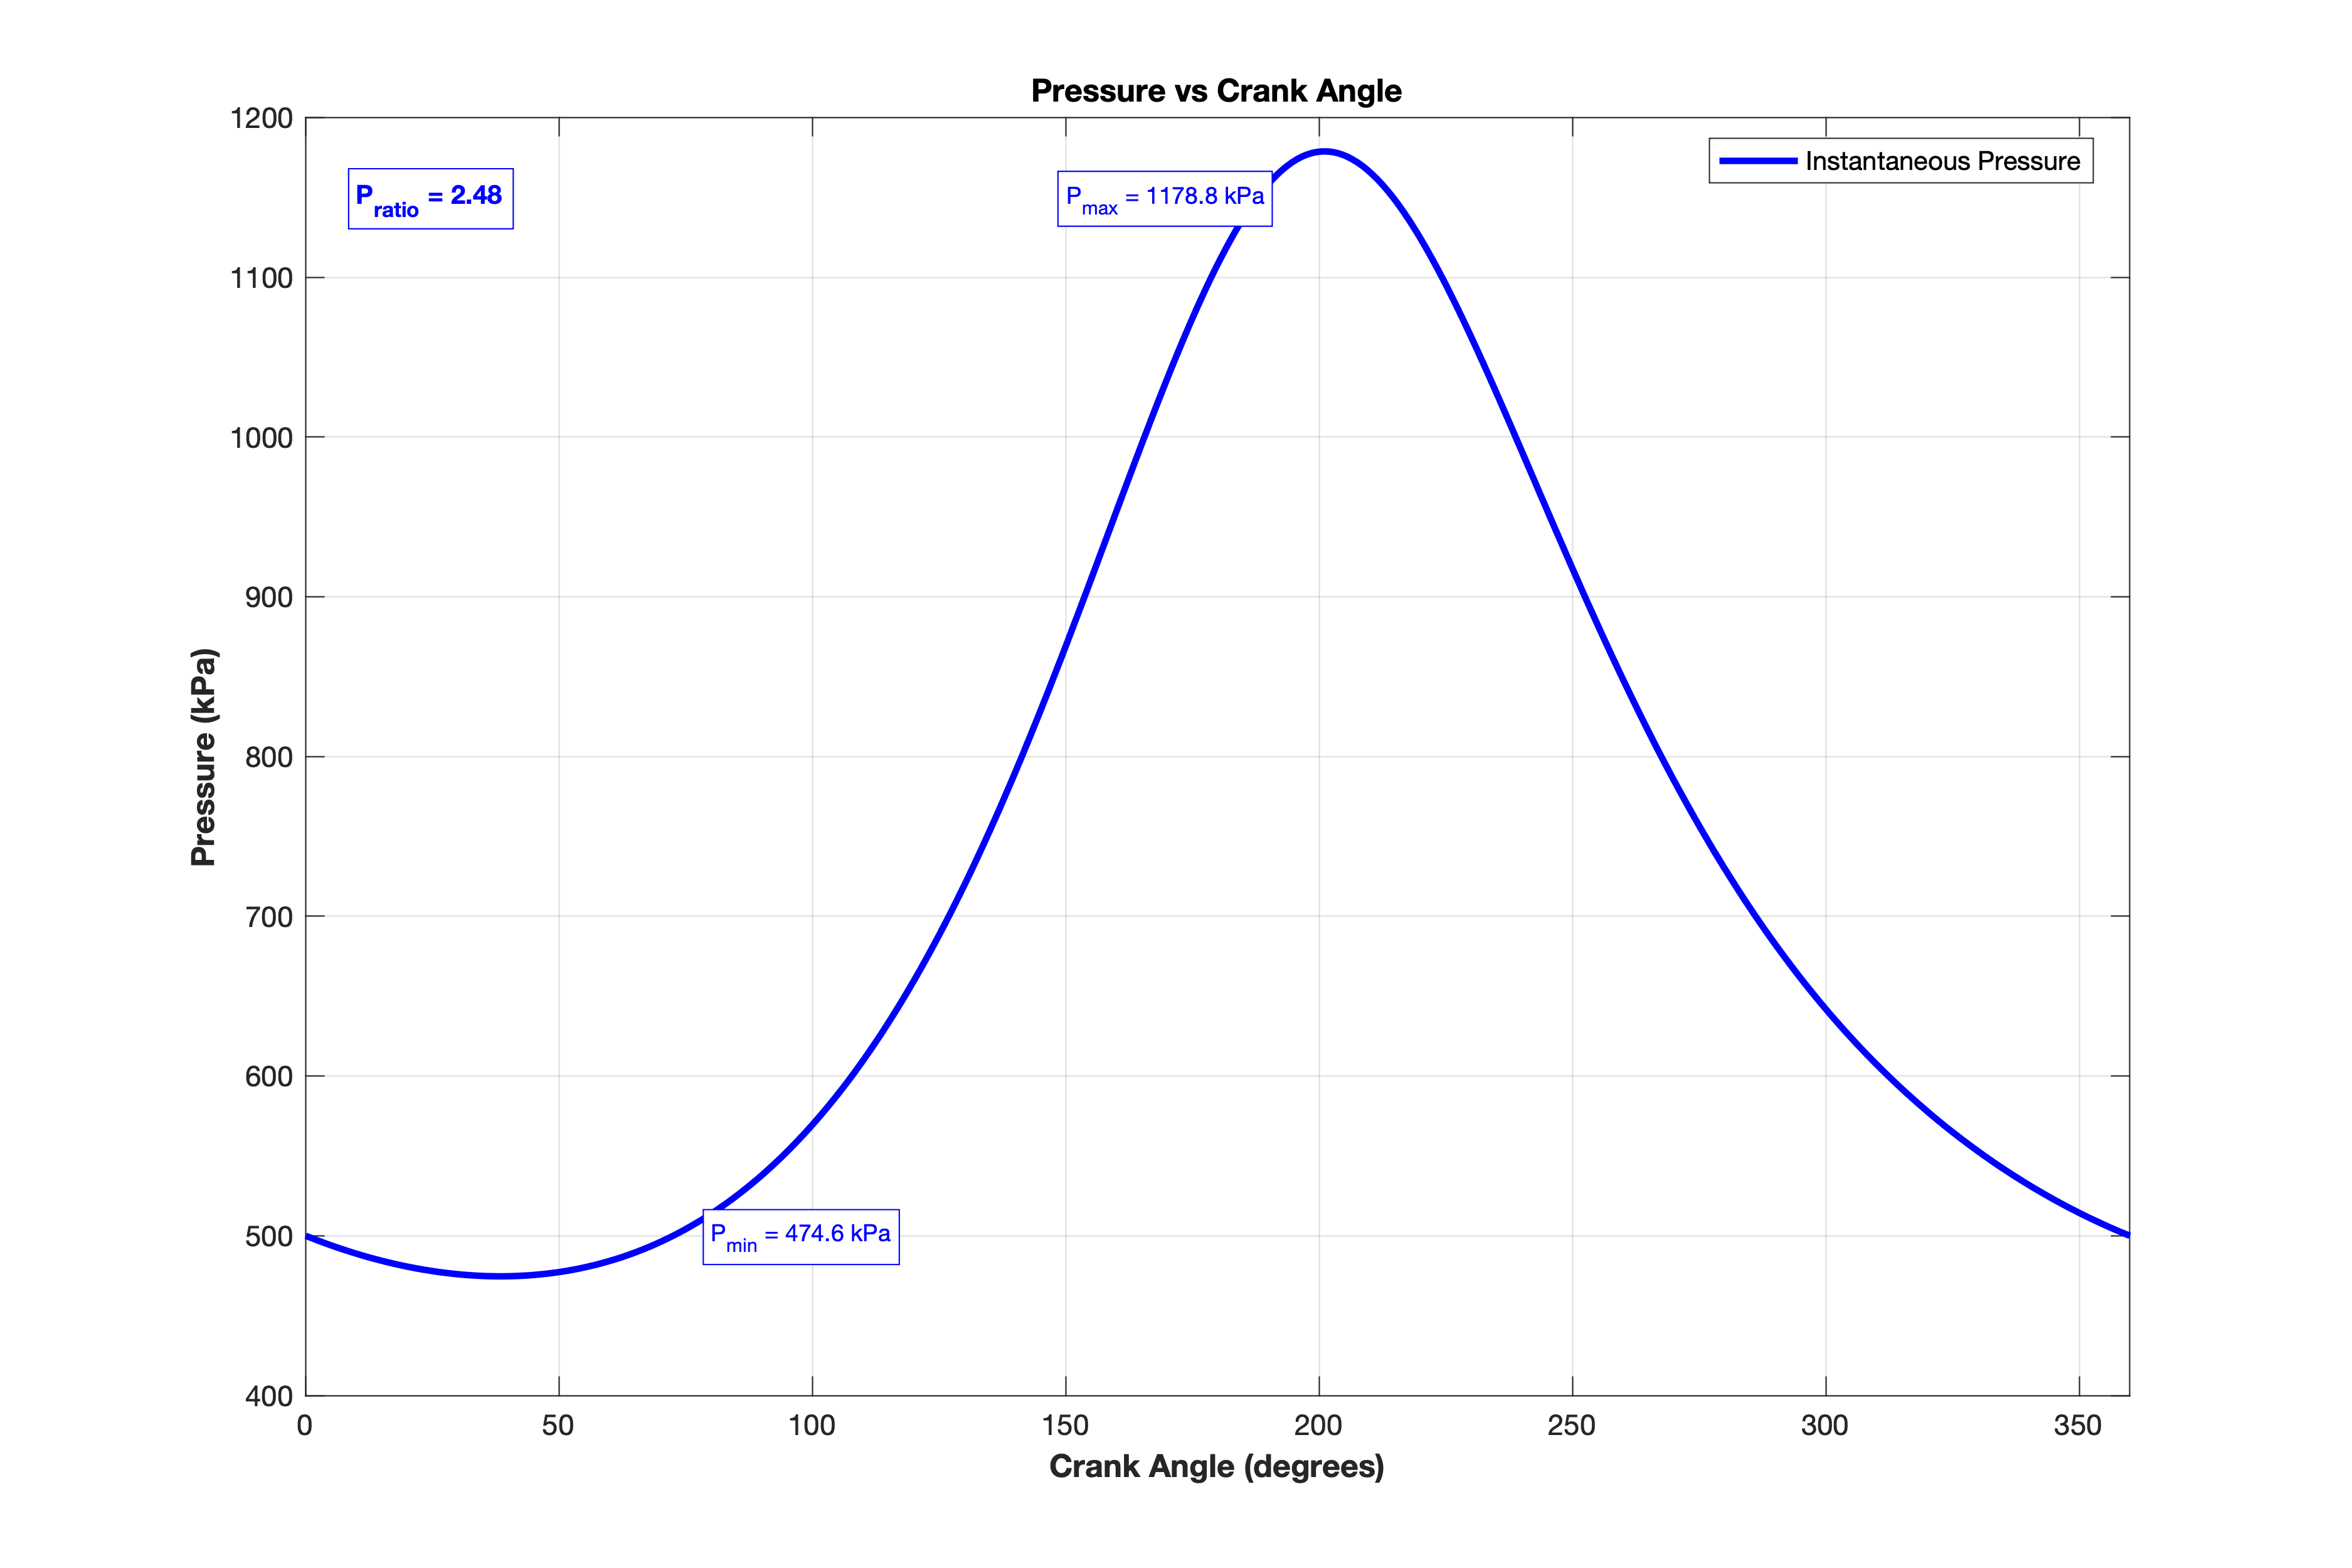 Pressure vs Crank Angle
1200
1100
1000
900
800
700
600
500
400
Pressure (kPa)
P_ratio = 2.48
P_max = 1178.8 kPa
Instantaneous Pressure
P_min = 474.6 kPa
0 50 100 150 200 250 300 350
Crank Angle (degrees)